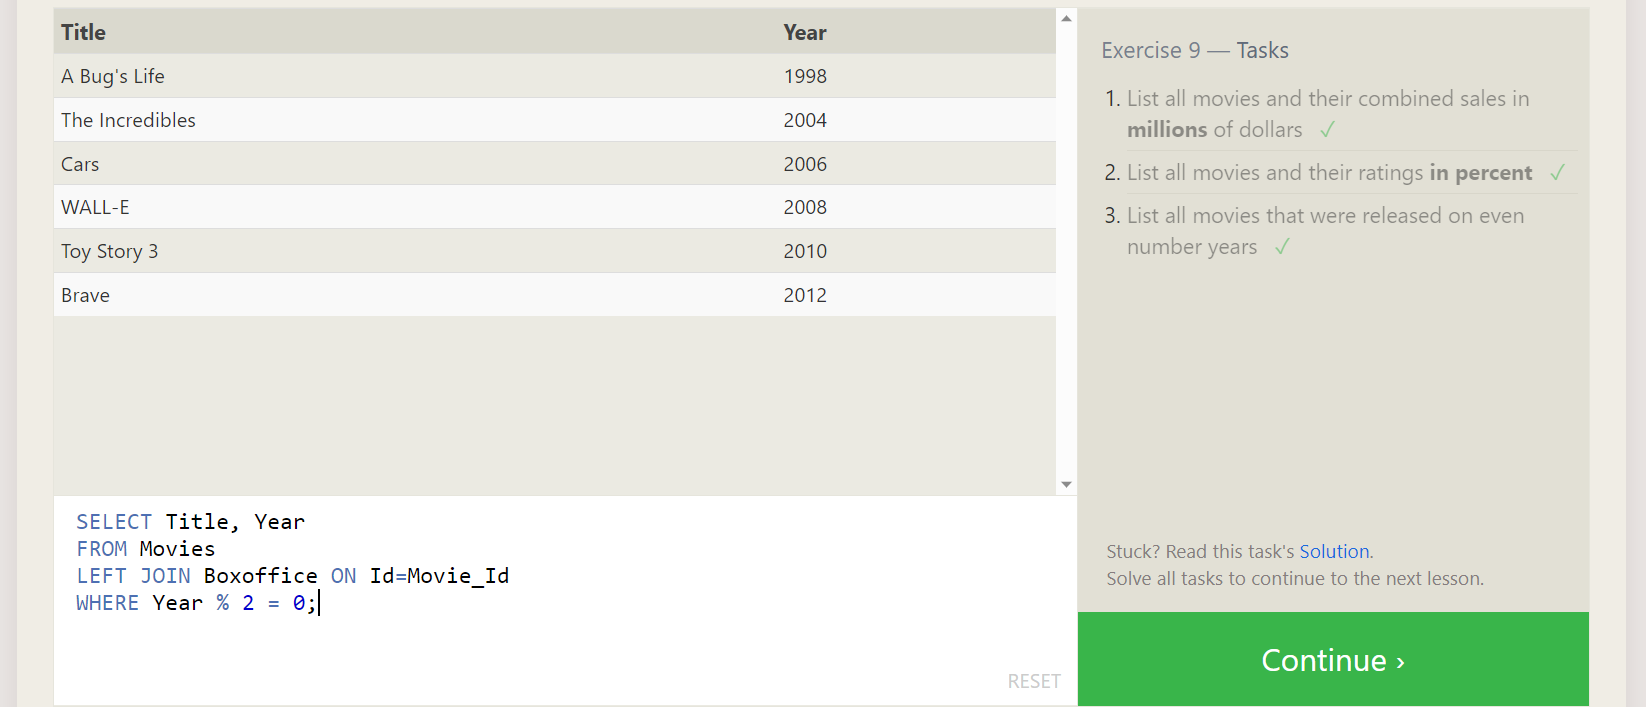 Title Year
A Bug's Life 1998
The Incredibles 2004
Cars 2006
WALL-E 2008
Toy Story 3 2010
Brave 2012
SELECT Title, Year
FROM Movies
LEFT JOIN Boxoffice ON Id=Movie_Id
WHERE Year % 2 = 0;
RESET
Exercise 9 — Tasks
1. List all movies and their combined sales in
millions of dollars ✓
2. List all movies and their ratings in percent ✓
3. List all movies that were released on even
number years ✓
Stuck? Read this task's Solution.
Solve all tasks to continue to the next lesson.
Continue ›